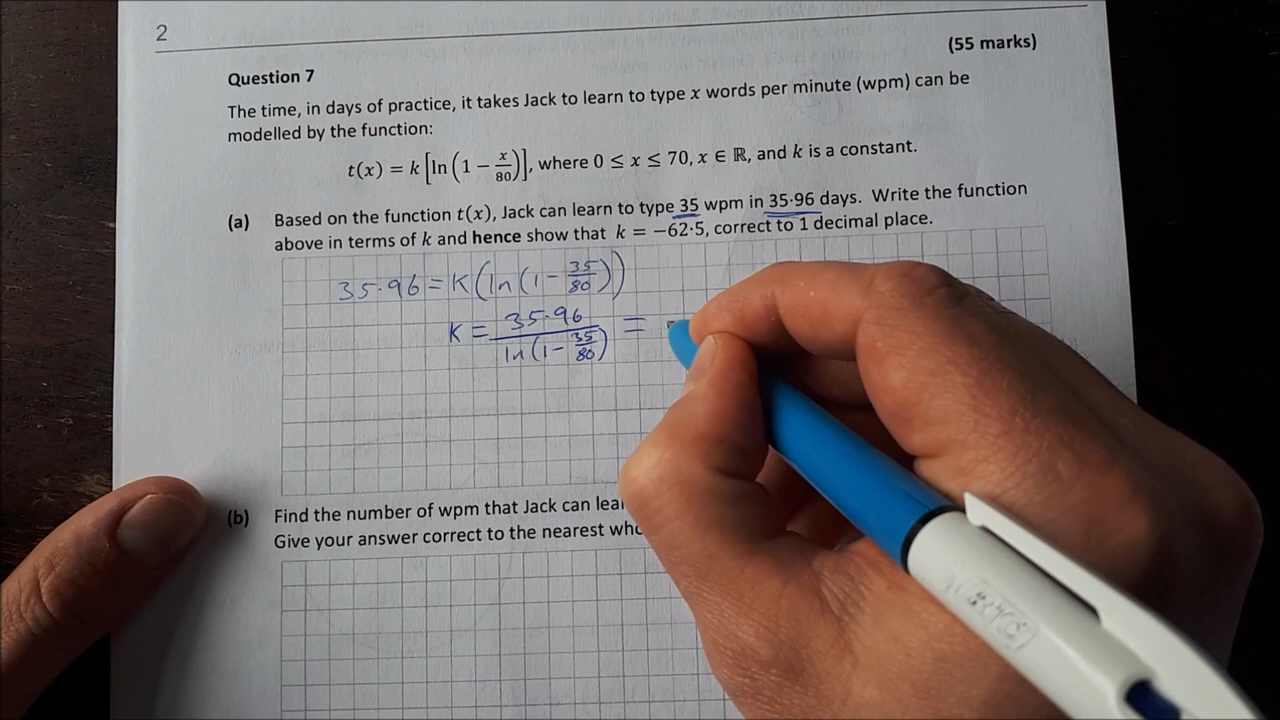 2
(55 marks)
Question 7
The time, in days of practice, it takes Jack to learn to type x words per minute (wpm) can be
modelled by the function:
t(x) = k [ln (1 − x/80)], where 0 ≤ x ≤ 70, x ∈ ℝ, and k is a constant.
(a) Based on the function t(x), Jack can learn to type 35 wpm in 35·96 days. Write the function
above in terms of k and hence show that k = −62·5, correct to 1 decimal place.
35.96 = K(ln(1 − 35/80))
K = 35.96 / ln(1 − 35/80) =
(b) Find the number of wpm that Jack can
Give your answer correct to the nearest